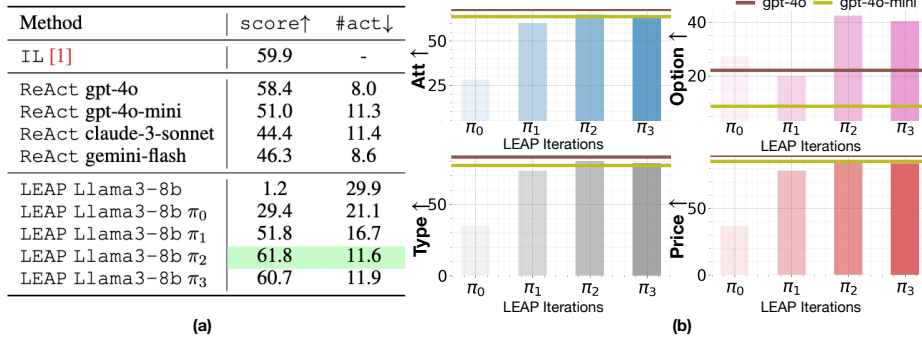 Method score↑ #act↓
IL [1] 59.9 -
ReAct gpt-4o 58.4 8.0
ReAct gpt-4o-mini 51.0 11.3
ReAct claude-3-sonnet 44.4 11.4
ReAct gemini-flash 46.3 8.6
LEAP Llama3-8b 1.2 29.9
LEAP Llama3-8b π0 29.4 21.1
LEAP Llama3-8b π1 51.8 16.7
LEAP Llama3-8b π2 61.8 11.6
LEAP Llama3-8b π3 60.7 11.9
(a)
gpt-4o gpt-4o-mini
Att ↑
50
25
π0 π1 π2 π3
LEAP Iterations
Option ↑
40
20
π0 π1 π2 π3
LEAP Iterations
Type ↑
50
0
π0 π1 π2 π3
LEAP Iterations
Price ↑
50
0
π0 π1 π2 π3
LEAP Iterations
(b)